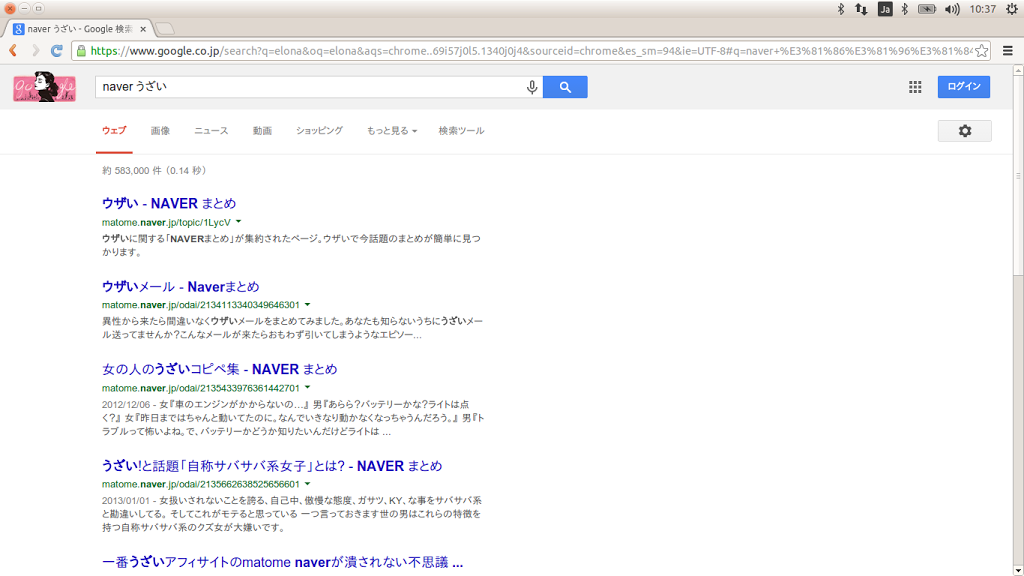 Ja
10:37
naver うざい - Google 検索
https://www.google.co.jp/search?q=elona&oq=elona&aqs=chrome..69i57j0l5.1340j0j4&sourceid=chrome&es_sm=94&ie=UTF-8#q=naver+%E3%81%86%E3%81%96%E3%81%84
naver うざい
ログイン
ウェブ 画像 ニュース 動画 ショッピング もっと見る 検索ツール
約 583,000 件 (0.14 秒)
ウザい - NAVER まとめ
matome.naver.jp/topic/1LycV
ウザいに関する「NAVERまとめ」が集約されたページ。ウザいで今話題のまとめが簡単に見つ
かります。
ウザいメール - Naverまとめ
matome.naver.jp/odai/2134113340349646301
異性から来たら間違いなくウザいメールをまとめてみました。あなたも知らないうちにうざいメー
ル送ってませんか?こんなメールが来たらおもわず引いてしまうようなエピソー...
女の人のうざいコピペ集 - NAVER まとめ
matome.naver.jp/odai/2135433976361442701
2012/12/06 - 女『車のエンジンがかからないの…』 男『あらら?バッテリーかな?ライトは点
く?』 女『昨日まではちゃんと動いてたのに。なんでいきなり動かなくなっちゃうんだろう。』 男『ト
ラブルって怖いよね。で、バッテリーかどうか知りたいんだけどライトは ...
うざい!と話題「自称サバサバ系女子」とは? - NAVER まとめ
matome.naver.jp/odai/2135662638525656601
2013/01/01 - 女扱いされないことを誇る、自己中、傲慢な態度、ガサツ、KY、な事をサバサバ系
と勘違いしてる。 そしてこれがモテると思っている 一つ言っておきます世の男はこれらの特徴を
持つ自称サバサバ系のクズ女が大嫌いです。
一番うざいアフィサイトのmatome naverが潰されない不思議 ...